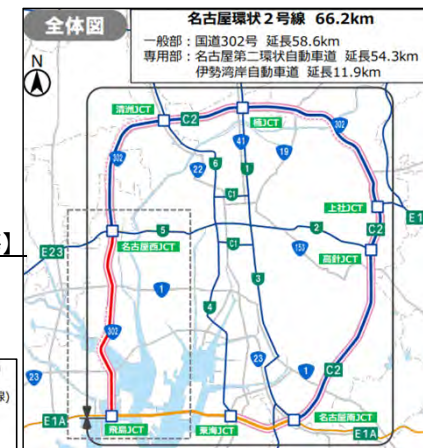 全体図
名古屋環状2号線 66.2km
一般部：国道302号 延長58.6km
専用部：名古屋第二環状自動車道 延長54.3km
伊勢湾岸自動車道 延長11.9km
N
清洲JCT
C2
楠JCT
302
41
302
19
22
6
1
C1
上社JCT
E1
】
5
2
C2
E23
名古屋西JCT
C1
153
高針JCT
1
3
4
302
23
1
C2
線)
23
名古屋南JCT
E1A
飛島JCT
東海JCT
E1A